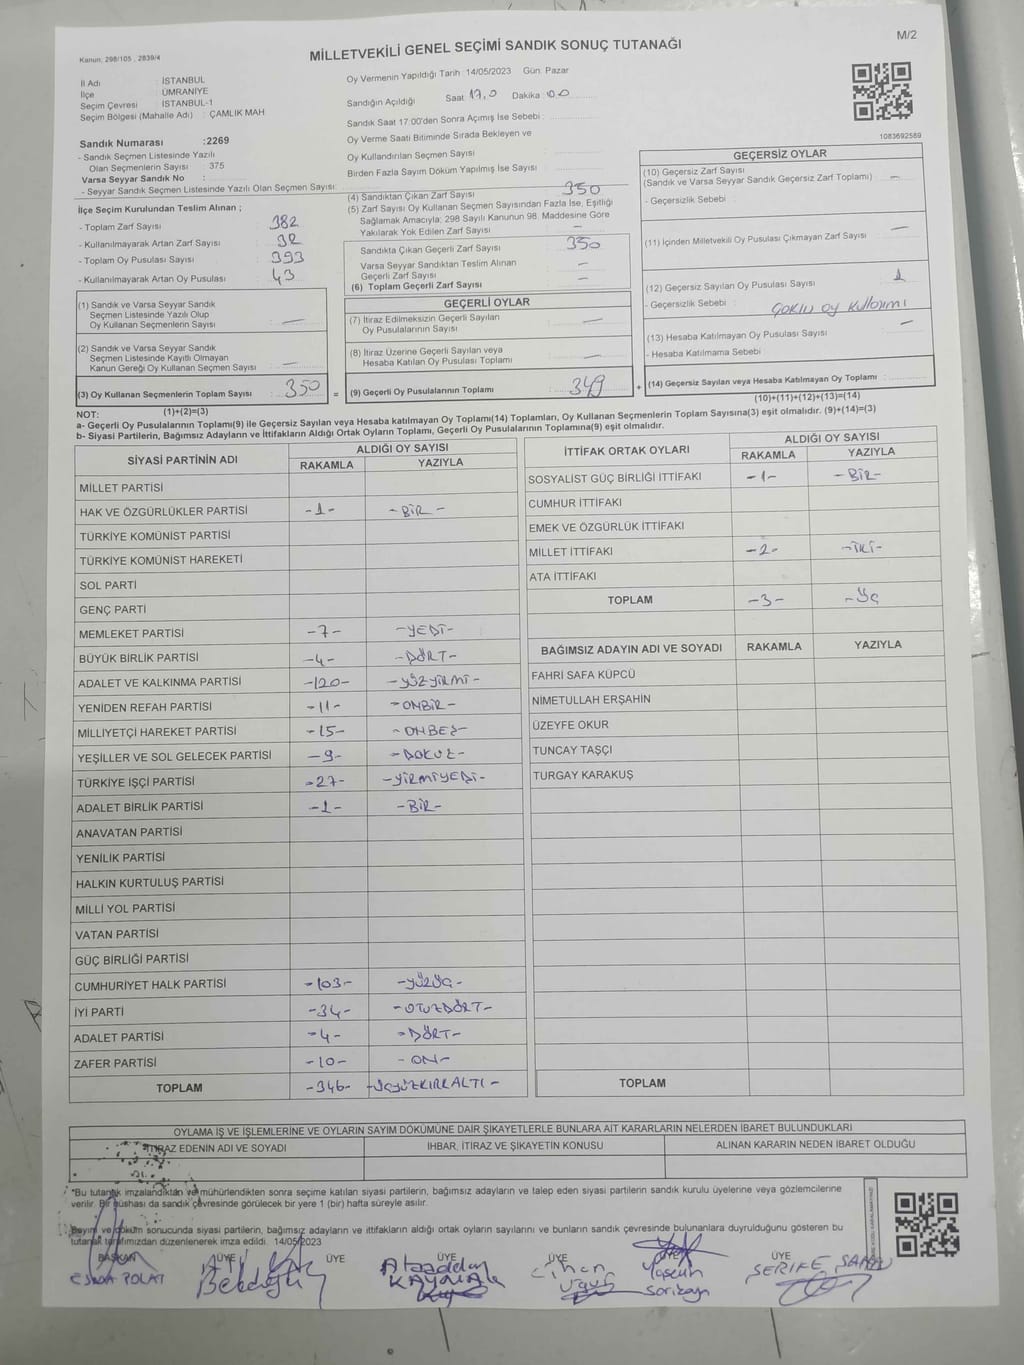 M/2
Kanun, 298/105 , 2839/4
MİLLETVEKİLİ GENEL SEÇİMİ SANDIK SONUÇ TUTANAĞI
İl Adı : İSTANBUL
İlçe : ÜMRANİYE
Seçim Çevresi : İSTANBUL-1
Seçim Bölgesi (Mahalle Adı) : ÇAMLIK MAH
Oy Vermenin Yapıldığı Tarih :14/05/2023 Gün: Pazar
Sandığın Açıldığı Saat 17,0 Dakika 00
Sandık Saat 17:00'den Sonra Açımış İse Sebebi :
Oy Verme Saati Bitiminde Sırada Bekleyen ve
Oy Kullandırılan Seçmen Sayısı
Birden Fazla Sayım Döküm Yapılmış İse Sayısı
1083692589
Sandık Numarası :2269
- Sandık Seçmen Listesinde Yazılı
Olan Seçmenlerin Sayısı : 375
Varsa Seyyar Sandık No :
- Seyyar Sandık Seçmen Listesinde Yazılı Olan Seçmen Sayısı:
İlçe Seçim Kurulundan Teslim Alınan ;
- Toplam Zarf Sayısı : 382
- Kullanılmayarak Artan Zarf Sayısı : 32
- Toplam Oy Pusulası Sayısı : 393
- Kullanılmayarak Artan Oy Pusulası : 43
(1) Sandık ve Varsa Seyyar Sandık
Seçmen Listesinde Yazılı Olup
Oy Kullanan Seçmenlerin Sayısı : —
(2) Sandık ve Varsa Seyyar Sandık
Seçmen Listesinde Kayıtlı Olmayan
Kanun Gereği Oy Kullanan Seçmen Sayısı : —
(3) Oy Kullanan Seçmenlerin Toplam Sayısı : 350
(1)+(2)=(3)
(4) Sandıktan Çıkan Zarf Sayısı : 350
(5) Zarf Sayısı Oy Kullanan Seçmen Sayısından Fazla İse, Eşitliği
Sağlamak Amacıyla; 298 Sayılı Kanunun 98. Maddesine Göre
Yakılarak Yok Edilen Zarf Sayısı : —
Sandıkta Çıkan Geçerli Zarf Sayısı : 350
Varsa Seyyar Sandıktan Teslim Alınan
Geçerli Zarf Sayısı : —
(6) Toplam Geçerli Zarf Sayısı : —
GEÇERLİ OYLAR
(7) İtiraz Edilmeksizin Geçerli Sayılan
Oy Pusulalarının Sayısı : —
(8) İtiraz Üzerine Geçerli Sayılan veya
Hesaba Katılan Oy Pusulası Toplamı : —
= (9) Geçerli Oy Pusulalarının Toplamı : 349 +
GEÇERSİZ OYLAR
(10) Geçersiz Zarf Sayısı
(Sandık ve Varsa Seyyar Sandık Geçersiz Zarf Toplamı) : —
- Geçersizlik Sebebi :
(11) İçinden Milletvekili Oy Pusulası Çıkmayan Zarf Sayısı : —
(12) Geçersiz Sayılan Oy Pusulası Sayısı : 1
- Geçersizlik Sebebi : çoklu oy kullanımı
(13) Hesaba Katılmayan Oy Pusulası Sayısı : —
- Hesaba Katılmama Sebebi :
(14) Geçersiz Sayılan veya Hesaba Katılmayan Oy Toplamı :
(10)+(11)+(12)+(13)=(14)
NOT:
a- Geçerli Oy Pusulalarının Toplamı(9) ile Geçersiz Sayılan veya Hesaba katılmayan Oy Toplamı(14) Toplamları, Oy Kullanan Seçmenlerin Toplam Sayısına(3) eşit olmalıdır. (9)+(14)=(3)
b- Siyasi Partilerin, Bağımsız Adayların ve İttifakların Aldığı Ortak Oyların Toplamı, Geçerli Oy Pusulalarının Toplamına(9) eşit olmalıdır.
SİYASİ PARTİNİN ADI ALDIĞI OY SAYISI
RAKAMLA YAZIYLA
MİLLET PARTİSİ
HAK VE ÖZGÜRLÜKLER PARTİSİ -1- -BİR-
TÜRKİYE KOMÜNİST PARTİSİ
TÜRKİYE KOMÜNİST HAREKETİ
SOL PARTİ
GENÇ PARTİ
MEMLEKET PARTİSİ -7- -YEDİ-
BÜYÜK BİRLİK PARTİSİ -4- -DÖRT-
ADALET VE KALKINMA PARTİSİ -120- -YÜZYİRMİ-
YENİDEN REFAH PARTİSİ -11- -ONBİR-
MİLLİYETÇİ HAREKET PARTİSİ -15- -ONBEŞ-
YEŞİLLER VE SOL GELECEK PARTİSİ -9- -DOKUZ-
TÜRKİYE İŞÇİ PARTİSİ -27- -YİRMİYEDİ-
ADALET BİRLİK PARTİSİ -1- -BİR-
ANAVATAN PARTİSİ
YENİLİK PARTİSİ
HALKIN KURTULUŞ PARTİSİ
MİLLİ YOL PARTİSİ
VATAN PARTİSİ
GÜÇ BİRLİĞİ PARTİSİ
CUMHURİYET HALK PARTİSİ -103- -YÜZÜÇ-
İYİ PARTİ -34- -OTUZDÖRT-
ADALET PARTİSİ -4- -DÖRT-
ZAFER PARTİSİ -10- -ON-
TOPLAM -346- -ÜÇYÜZKIRKALTI-
İTTİFAK ORTAK OYLARI ALDIĞI OY SAYISI
RAKAMLA YAZIYLA
SOSYALİST GÜÇ BİRLİĞİ İTTİFAKI -1- -BİR-
CUMHUR İTTİFAKI
EMEK VE ÖZGÜRLÜK İTTİFAKI
MİLLET İTTİFAKI -2- -İKİ-
ATA İTTİFAKI
TOPLAM -3- -ÜÇ
BAĞIMSIZ ADAYIN ADI VE SOYADI RAKAMLA YAZIYLA
FAHRİ SAFA KÜPCÜ
NİMETULLAH ERŞAHİN
ÜZEYFE OKUR
TUNCAY TAŞÇI
TURGAY KARAKUŞ
TOPLAM
OYLAMA İŞ VE İŞLEMLERİNE VE OYLARIN SAYIM DÖKÜMÜNE DAİR ŞİKAYETLERLE BUNLARA AİT KARARLARIN NELERDEN İBARET BULUNDUKLARI
İTİRAZ EDENİN ADI VE SOYADI İHBAR, İTİRAZ VE ŞİKAYETİN KONUSU ALINAN KARARIN NEDEN İBARET OLDUĞU
*Bu tutanak imzalandıktan ve mühürlendikten sonra seçime katılan siyasi partilerin, bağımsız adayların ve talep eden siyasi partilerin sandık kurulu üyelerine veya gözlemcilerine
verilir. Bir nüshası da sandık çevresinde görülecek bir yere 1 (bir) hafta süreyle asılır.
Sayım ve döküm sonucunda siyasi partilerin, bağımsız adayların ve ittifakların aldığı ortak oyların sayılarını ve bunların sandık çevresinde bulunanlara duyrulduğunu gösteren bu
tutanak tarafımızdan düzenlenerek imza edildi. 14/05/2023
BAŞKAN ÜYE ÜYE ÜYE ÜYE ÜYE ÜYE
ESMA POLAT
Alaaddin
KAYNAK
Cihan
Yasemin
Sarıkaya
ŞERİFE